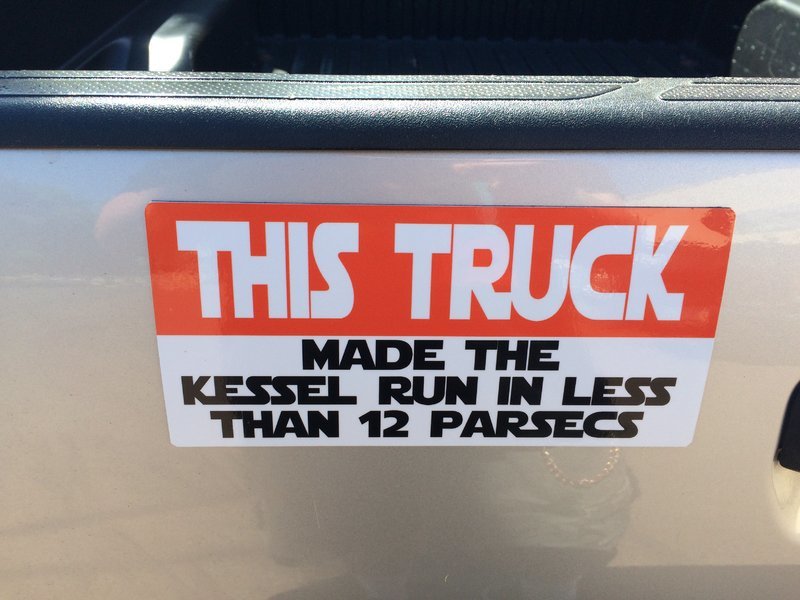 THIS TRUCK
MADE THE
KESSEL RUN IN LESS
THAN 12 PARSECS